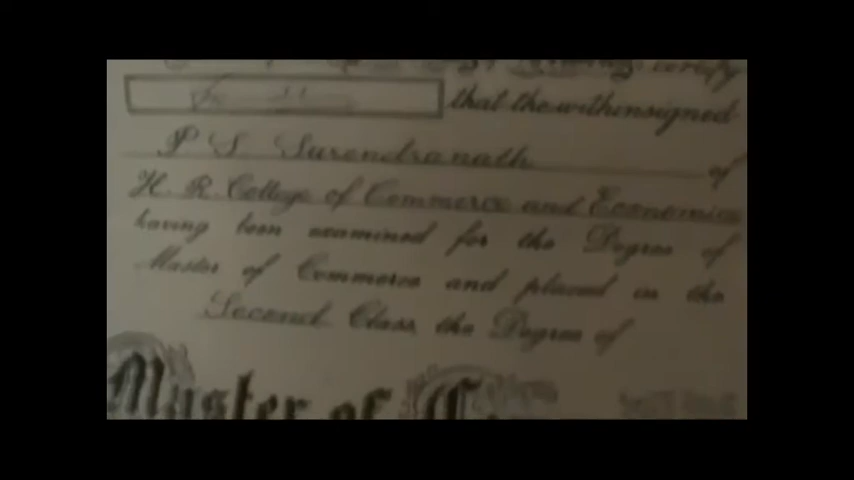 certify
that the withinsigned
P S. Surendranath of
H. R. College of Commerce and Economics
having been examined for the Degree of
Master of Commerce and placed in the
Second Class, the Degree of
Master of